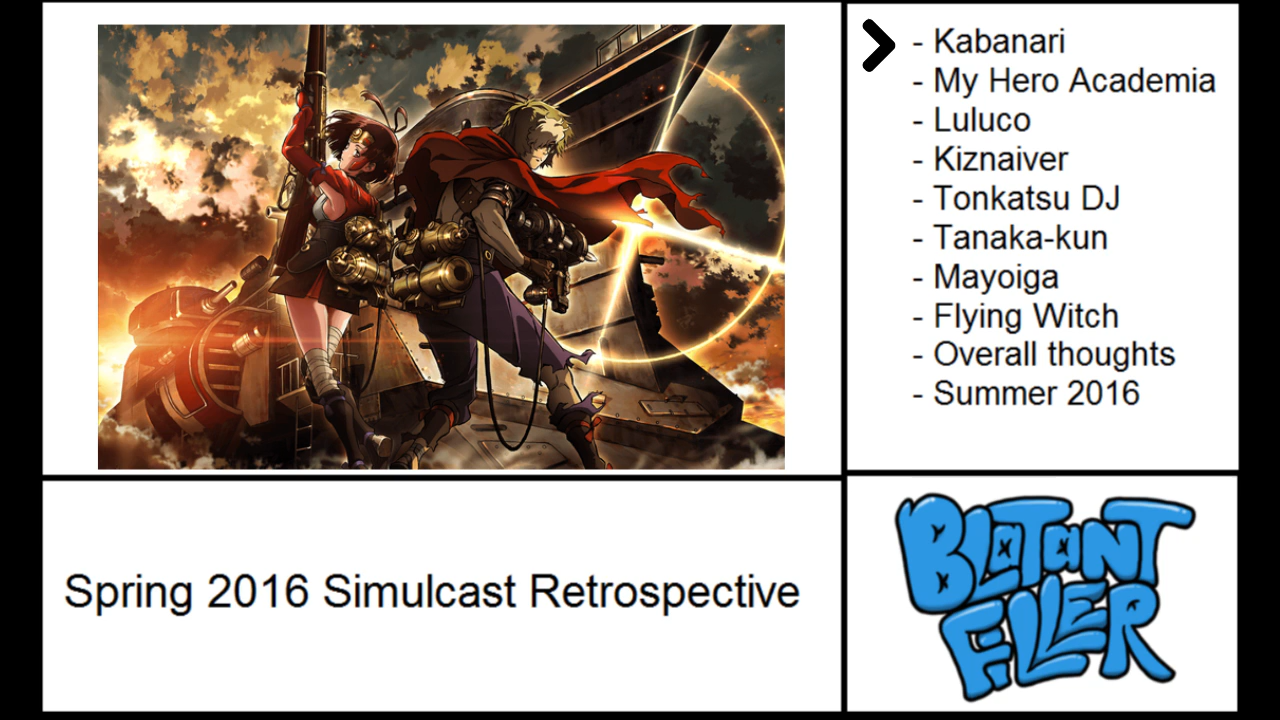 - Kabanari
- My Hero Academia
- Luluco
- Kiznaiver
- Tonkatsu DJ
- Tanaka-kun
- Mayoiga
- Flying Witch
- Overall thoughts
- Summer 2016
Spring 2016 Simulcast Retrospective
BLaTaNT
FiLLER